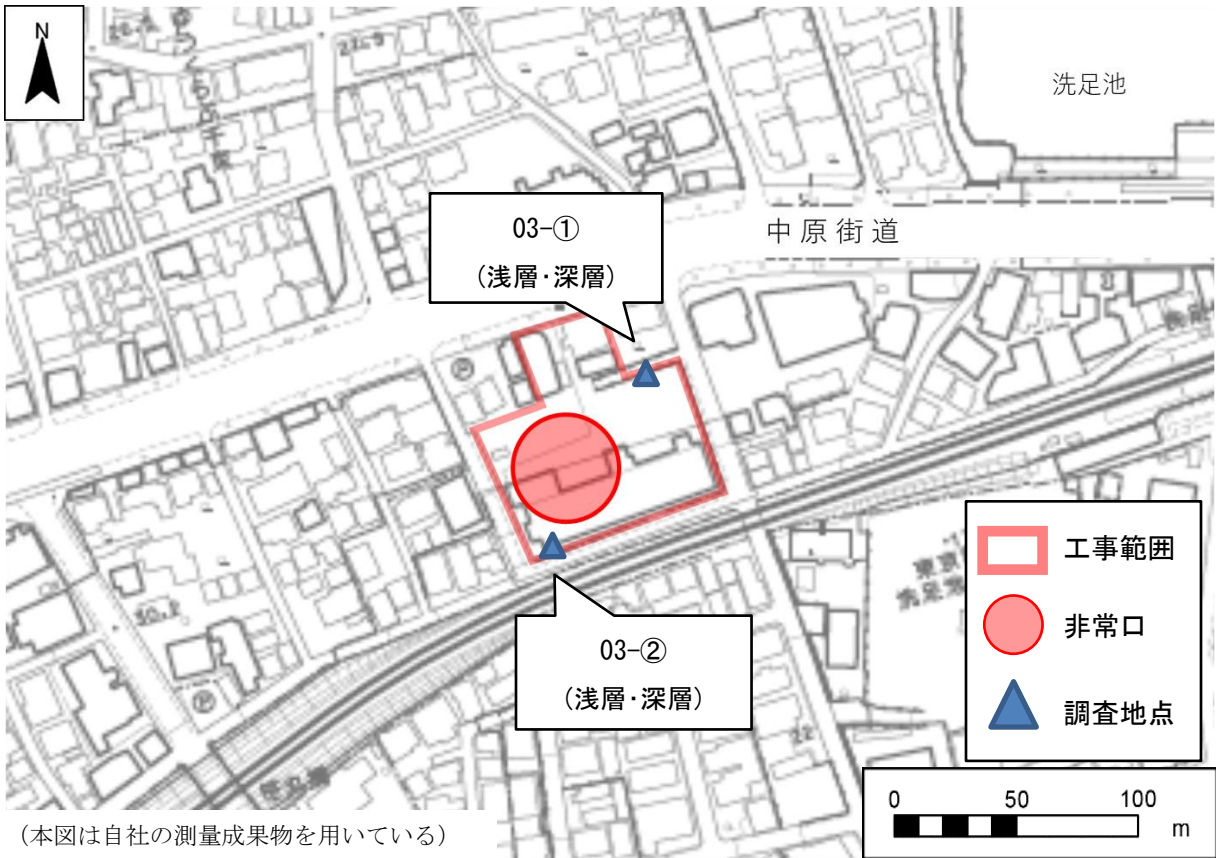 N
洗足池
中原街道
03-①
(浅層・深層)
03-②
(浅層・深層)
工事範囲
非常口
調査地点
0 50 100
m
(本図は自社の測量成果物を用いている)